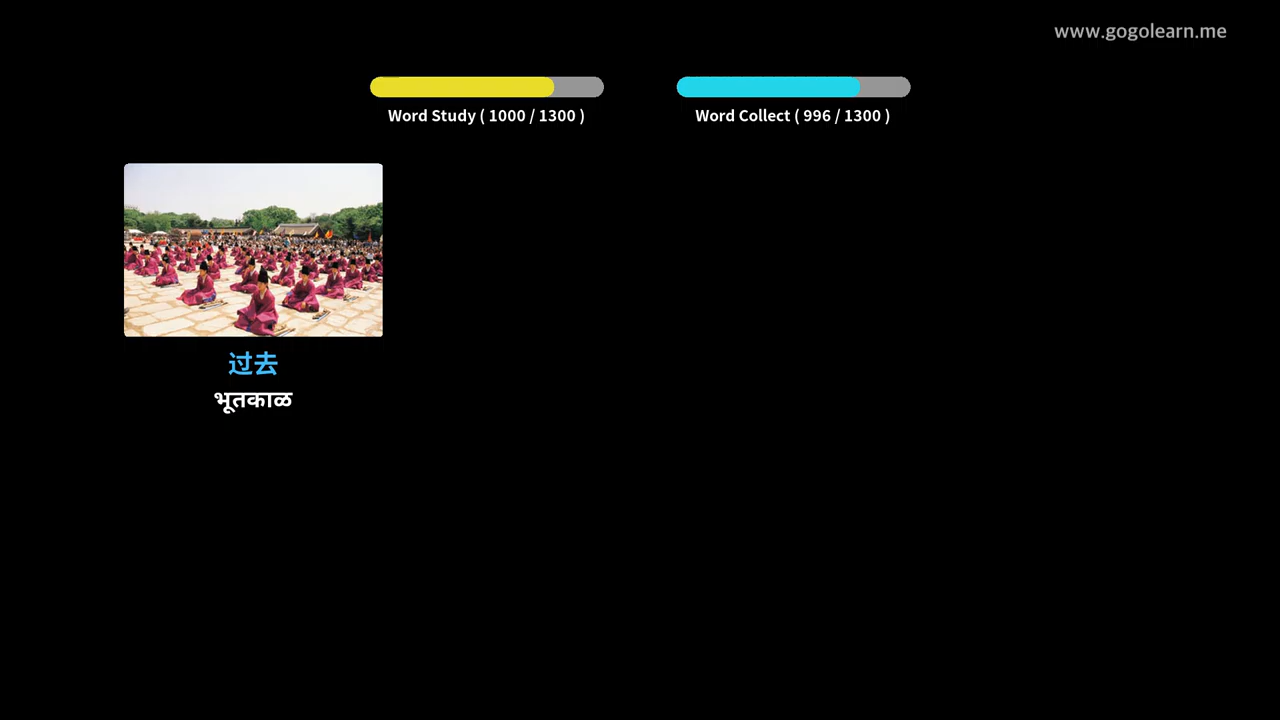 www.gogolearn.me
Word Study ( 1000 / 1300 )
Word Collect ( 996 / 1300 )
过去
भूतकाळ